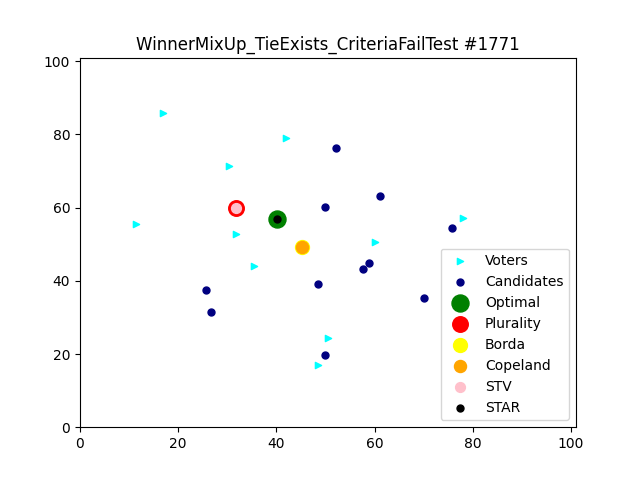 WinnerMixUp_TieExists_CriteriaFailTest #1771
100
80
60
40
20
0
Voters
Candidates
Optimal
Plurality
Borda
Copeland
STV
STAR
0 20 40 60 80 100